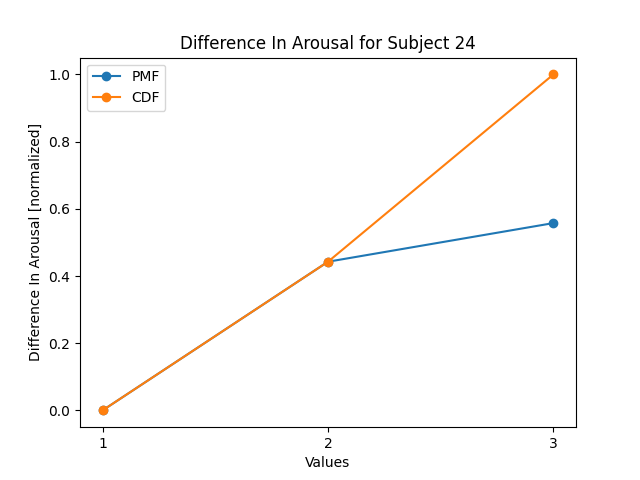 Difference In Arousal for Subject 24
PMF
CDF
Difference In Arousal [normalized]
1.0
0.8
0.6
0.4
0.2
0.0
1 2 3
Values